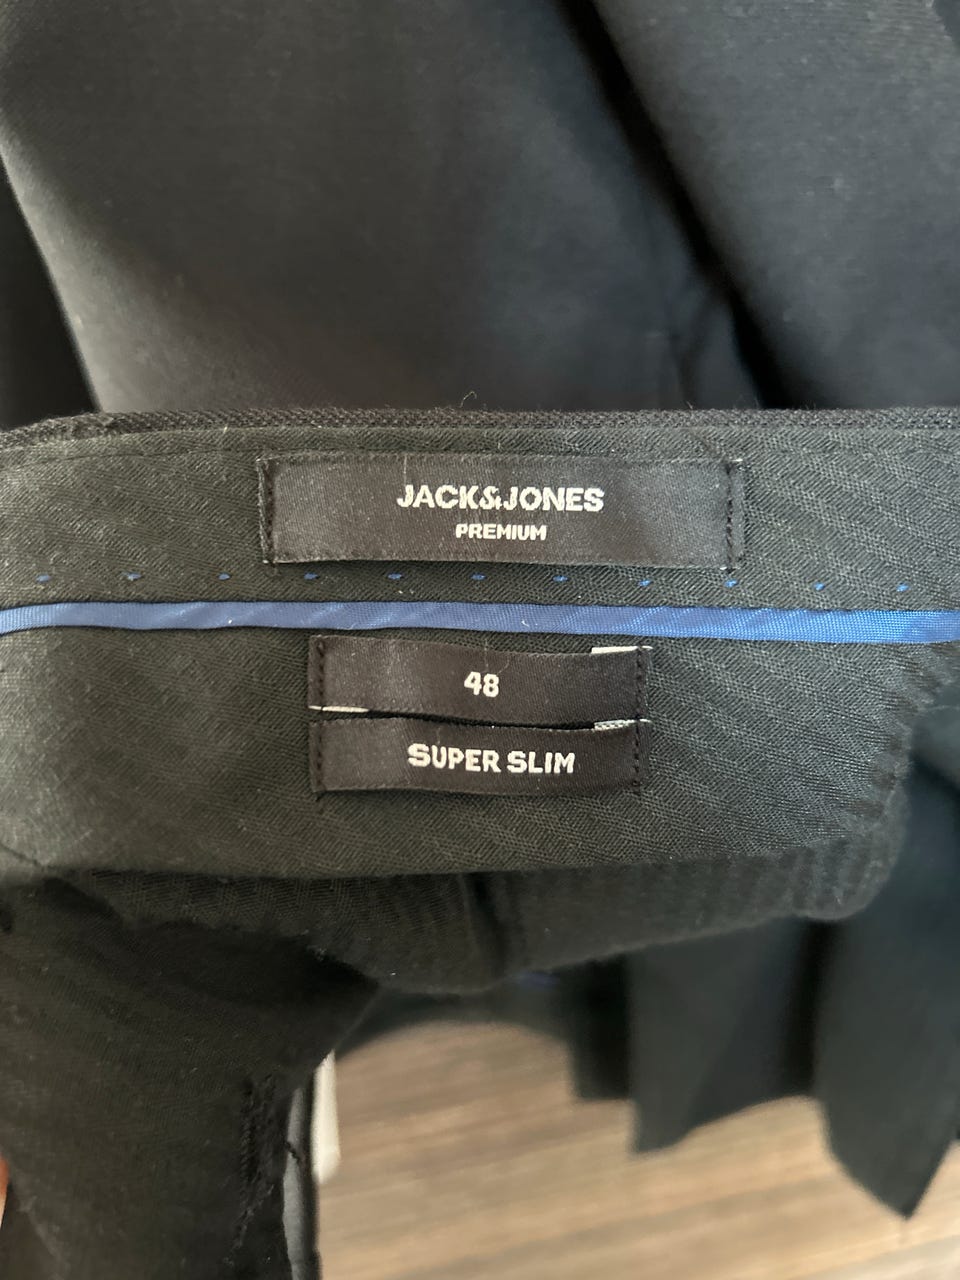 JACK&JONES
PREMIUM
48
SUPER SLIM